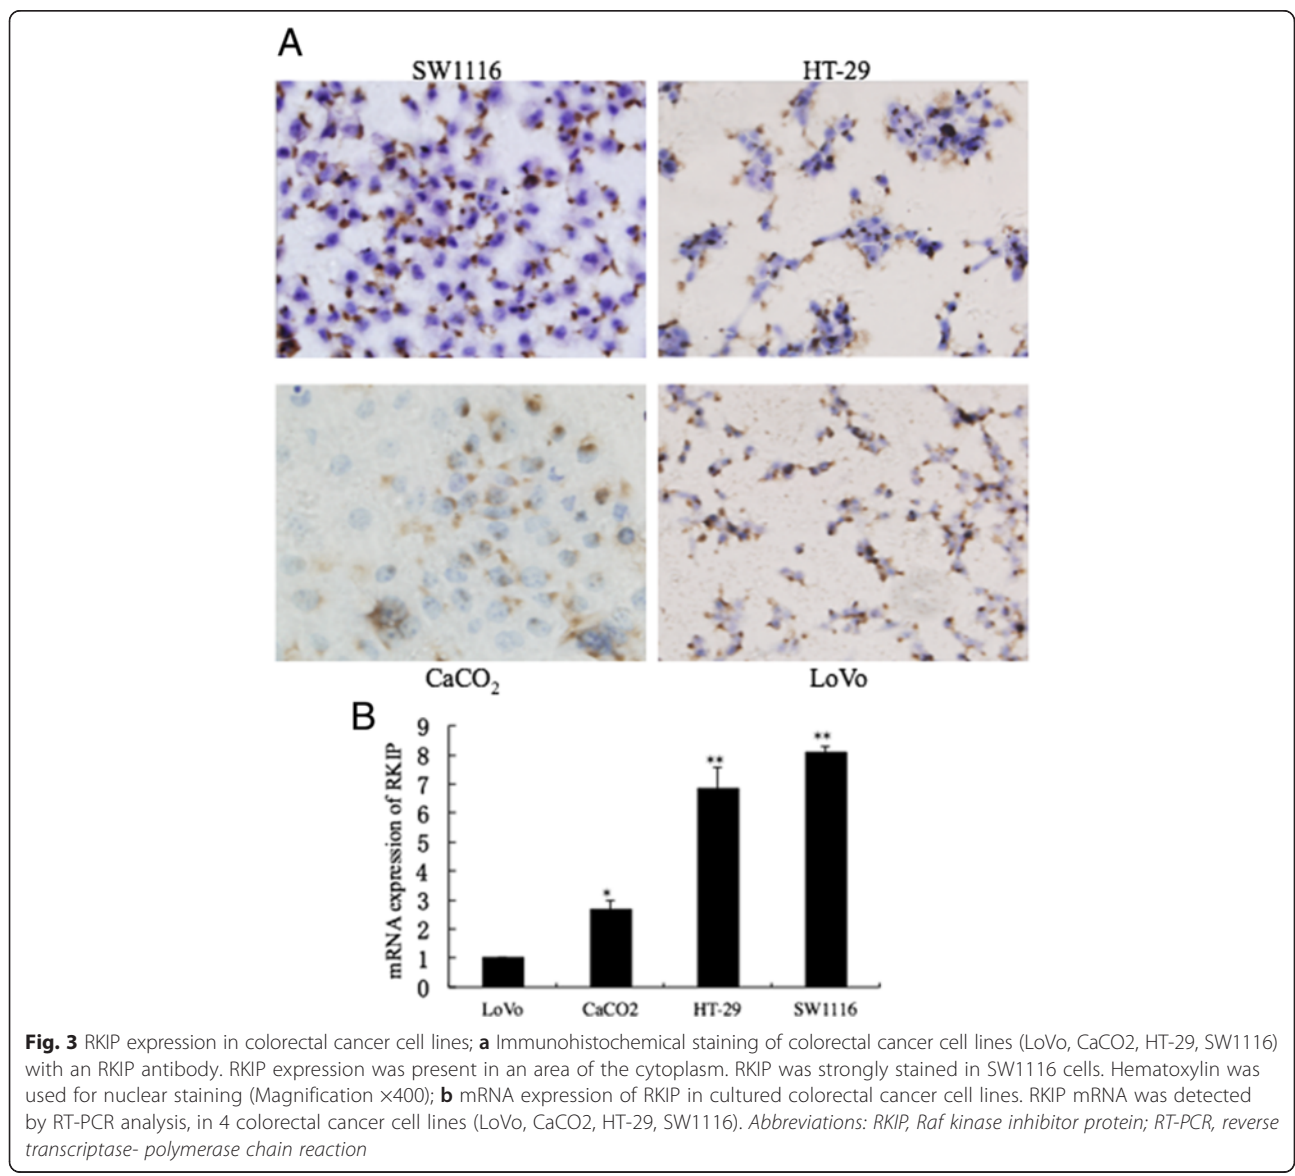 A
SW1116 HT-29
CaCO₂ LoVo
B
mRNA expression of RKIP
9
8
7
6
5
4
3
2
1
0
*
**
**
LoVo CaCO2 HT-29 SW1116
Fig. 3 RKIP expression in colorectal cancer cell lines; a Immunohistochemical staining of colorectal cancer cell lines (LoVo, CaCO2, HT-29, SW1116)
with an RKIP antibody. RKIP expression was present in an area of the cytoplasm. RKIP was strongly stained in SW1116 cells. Hematoxylin was
used for nuclear staining (Magnification ×400); b mRNA expression of RKIP in cultured colorectal cancer cell lines. RKIP mRNA was detected
by RT-PCR analysis, in 4 colorectal cancer cell lines (LoVo, CaCO2, HT-29, SW1116). Abbreviations: RKIP, Raf kinase inhibitor protein; RT-PCR, reverse
transcriptase- polymerase chain reaction